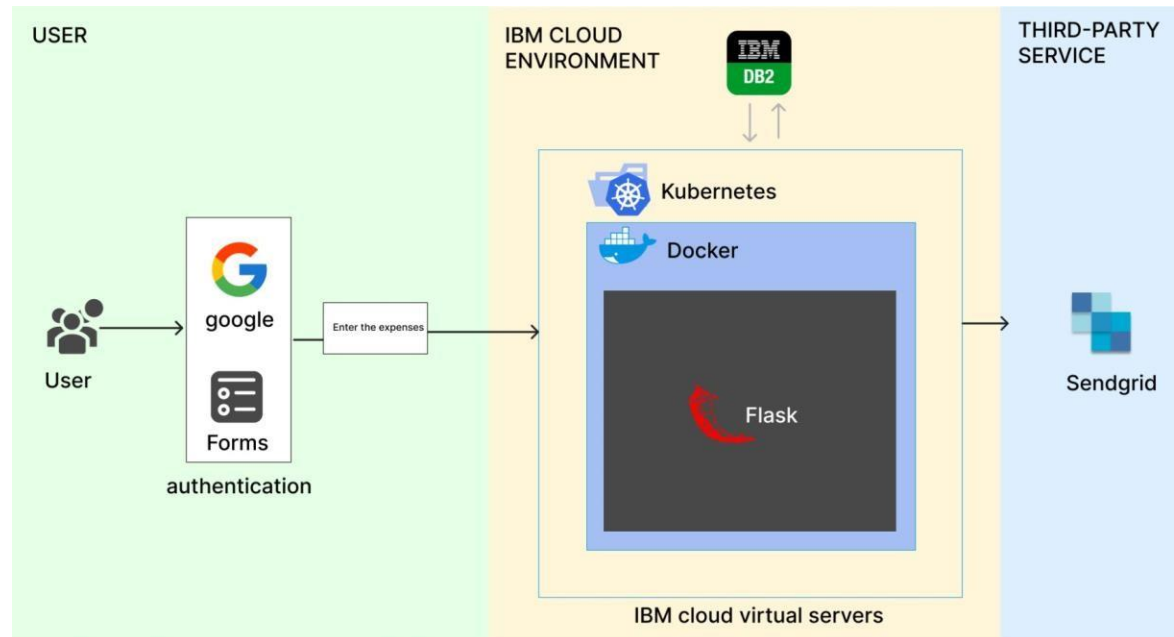 USER
User
google
Forms
authentication
Enter the expenses
IBM CLOUD
ENVIRONMENT
IBM
DB2
Kubernetes
Docker
Flask
IBM cloud virtual servers
THIRD-PARTY
SERVICE
Sendgrid